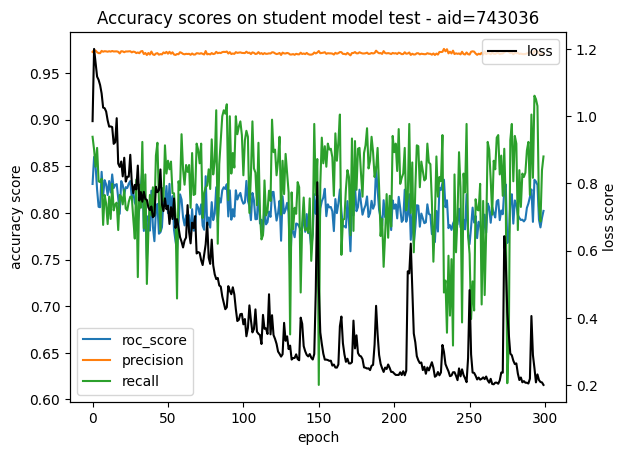 Accuracy scores on student model test - aid=743036
loss
accuracy score
0.95
0.90
0.85
0.80
0.75
0.70
0.65
0.60
1.2
1.0
0.8
0.6
0.4
0.2
loss score
roc_score
precision
recall
0
50
100
150
200
250
300
epoch